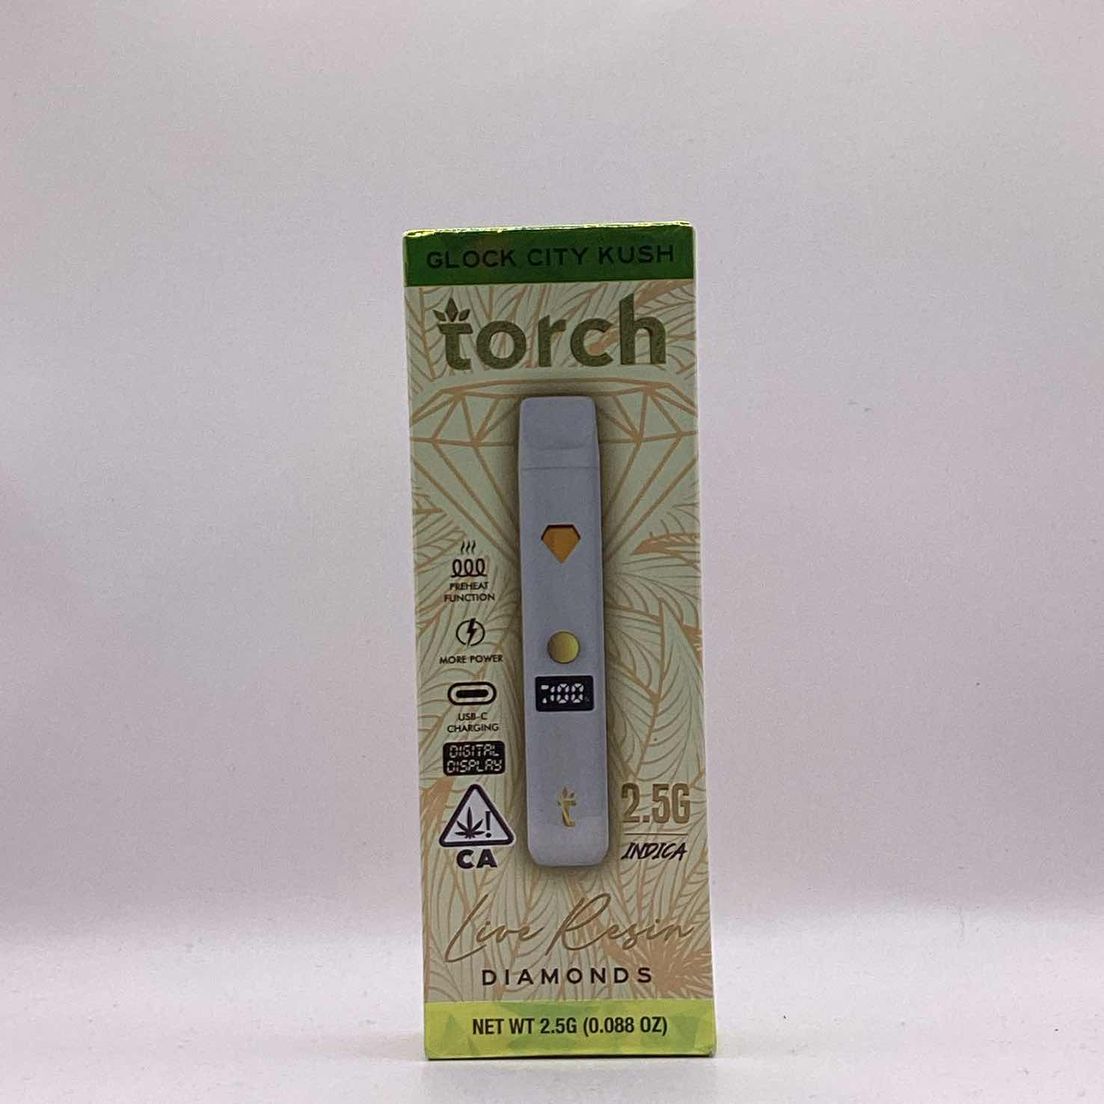 GLOCK CITY KUSH
torch
PREHEAT
FUNCTION
MORE POWER
USB-C
CHARGING
DIGITAL
DISPLAY
CA
2.5G
INDICA
t
Live Resin
DIAMONDS
NET WT 2.5G (0.088 OZ)